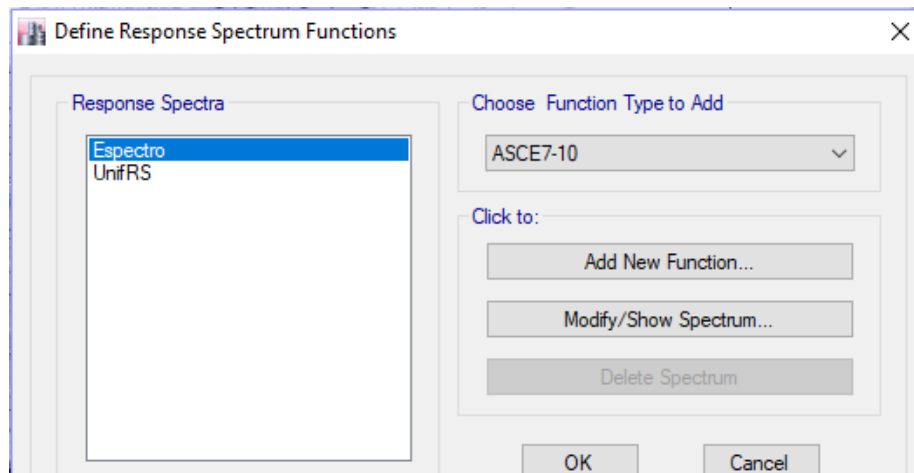 Define Response Spectrum Functions
Response Spectra
Espectro
UnifRS
Choose Function Type to Add
ASCE7-10
Click to:
Add New Function...
Modify/Show Spectrum...
Delete Spectrum
OK
Cancel